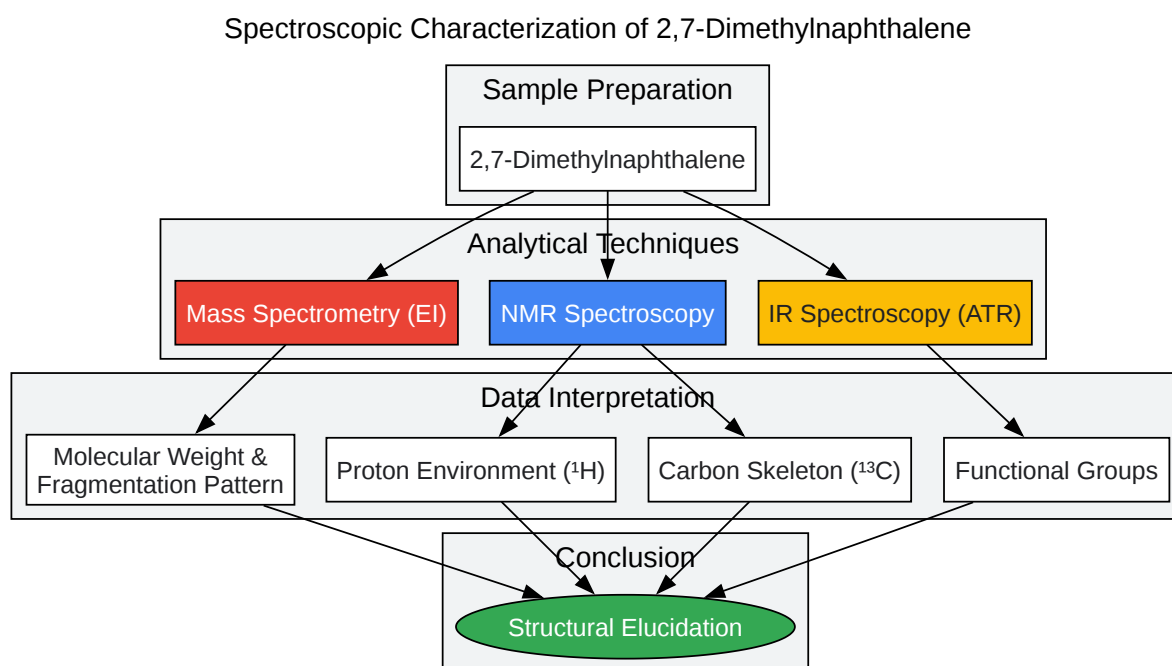 Spectroscopic Characterization of 2,7-Dimethylnaphthalene
Sample Preparation
2,7-Dimethylnaphthalene
Analytical Techniques
Mass Spectrometry (EI)
NMR Spectroscopy
IR Spectroscopy (ATR)
Data Interpretation
Molecular Weight &
Fragmentation Pattern
Proton Environment (¹H)
Carbon Skeleton (¹³C)
Functional Groups
Conclusion
Structural Elucidation